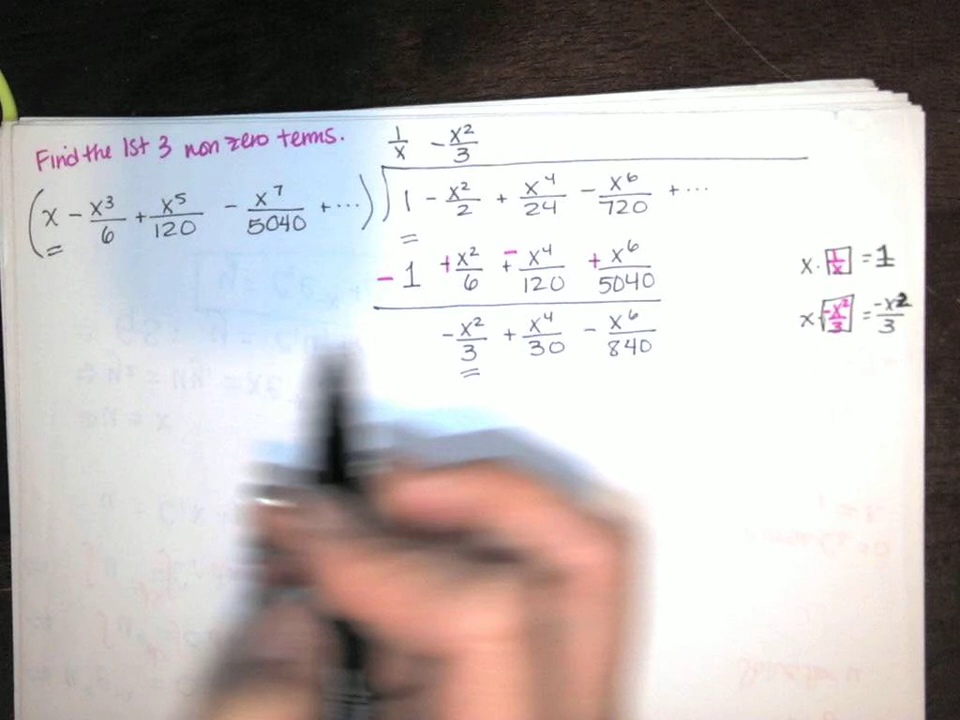 Find the 1st 3 non zero terms.
1/x - x²/3
(x - x³/6 + x⁵/120 - x⁷/5040 + ⋯) 1 - x²/2 + x⁴/24 - x⁶/720 + ⋯
- 1 + x²/6 - x⁴/120 + x⁶/5040
x · 1/x = 1
- x²/3 + x⁴/30 - x⁶/840
x · -x²/3 = -x²/3